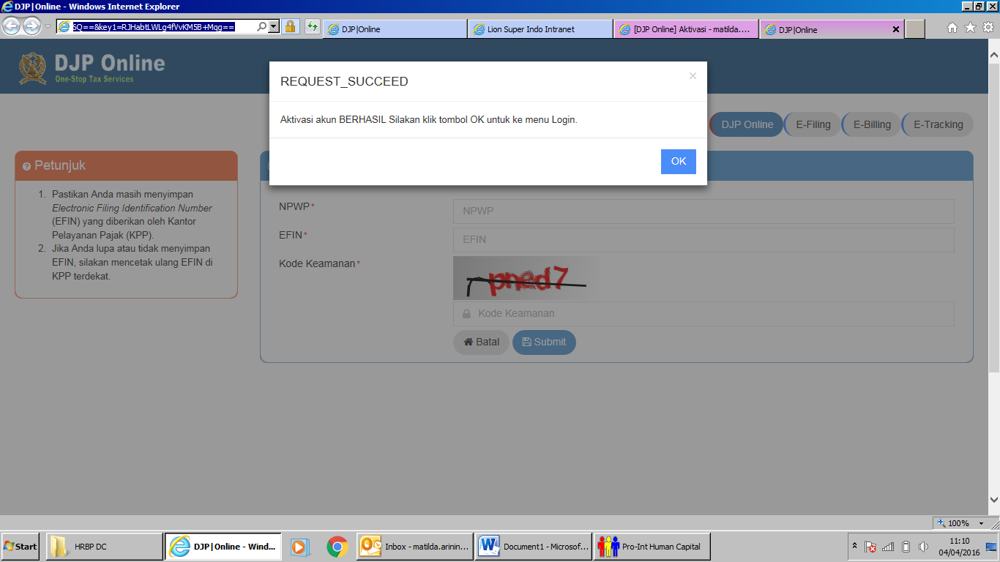 DJP|Online - Windows Internet Explorer
6Q==&key1=RJHabtLWLg4fVvKM5B+Mqg==
DJP|Online
Lion Super Indo Intranet
[DJP Online] Aktivasi - matilda....
DJP|Online
DJP Online
One-Stop Tax Services
REQUEST_SUCCEED
×
Aktivasi akun BERHASIL Silakan klik tombol OK untuk ke menu Login.
OK
DJP Online
E-Filing
E-Billing
E-Tracking
Petunjuk
1. Pastikan Anda masih menyimpan
Electronic Filing Identification Number
(EFIN) yang diberikan oleh Kantor
Pelayanan Pajak (KPP).
2. Jika Anda lupa atau tidak menyimpan
EFIN, silakan mencetak ulang EFIN di
KPP terdekat.
NPWP*
NPWP
EFIN*
EFIN
Kode Keamanan*
pned7
Kode Keamanan
Batal
Submit
100%
Start
HRBP DC
DJP|Online - Wind...
Inbox - matilda.arinin...
Document1 - Microsof...
Pro-Int Human Capital
11:10
04/04/2016